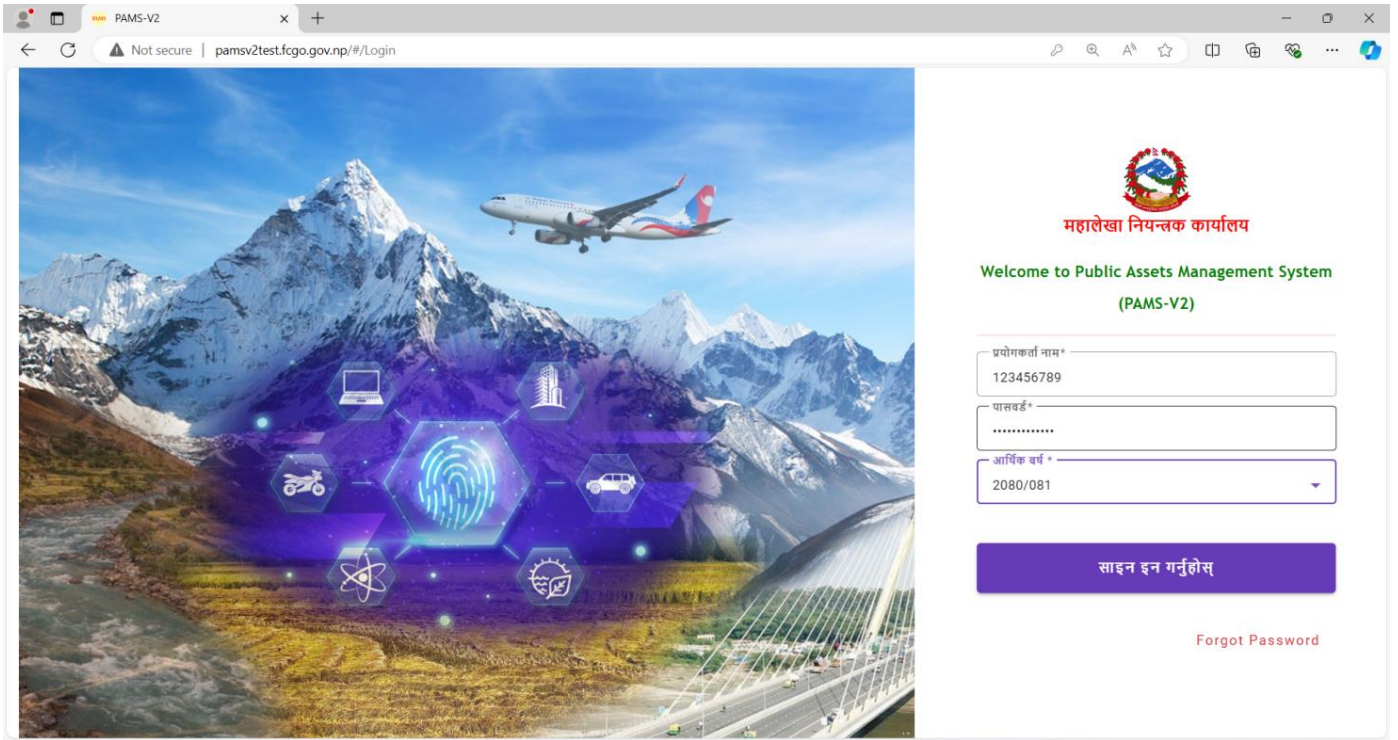 PAMS-V2
Not secure | pamsv2test.fcgo.gov.np/#/Login
महालेखा नियन्त्रक कार्यालय
Welcome to Public Assets Management System
(PAMS-V2)
प्रयोगकर्ता नाम*
123456789
पासवर्ड*
•••••••••••••
आर्थिक वर्ष *
2080/081
साइन इन गर्नुहोस्
Forgot Password